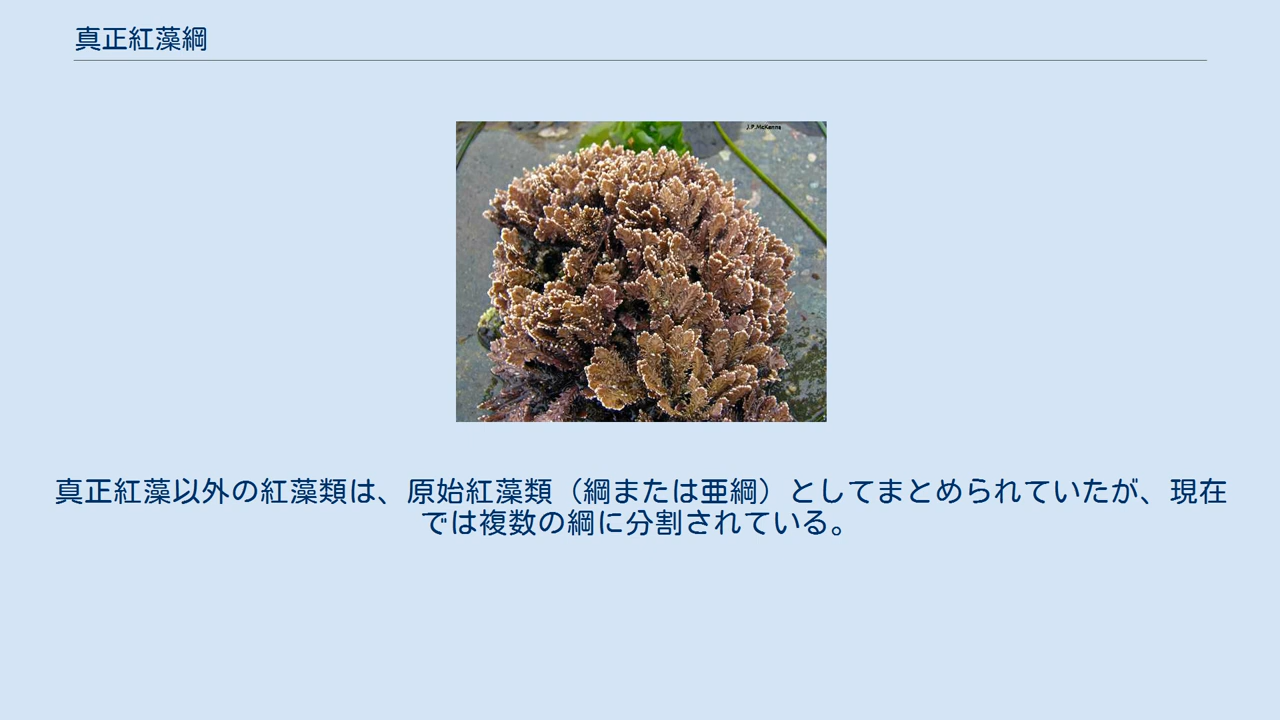 真正紅藻綱
J.P.McKenna
真正紅藻以外の紅藻類は、原始紅藻類（綱または亜綱）としてまとめられていたが、現在
では複数の綱に分割されている。